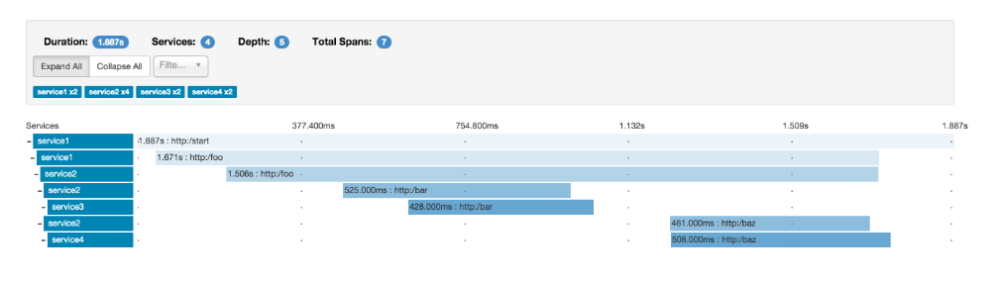 Duration: 1.887s Services: 4 Depth: 5 Total Spans: 7
Expand All Collapse All Filte...
service1 x2 service2 x4 service3 x2 service4 x2
Services 377.400ms 754.800ms 1.132s 1.509s 1.887s
- service1 1.887s : http:/start
- service1 1.671s : http:/foo
- service2 1.506s : http:/foo
- service2 525.000ms : http:/bar
- service3 428.000ms : http:/bar
- service2 461.000ms : http:/baz
- service4 508.000ms : http:/baz